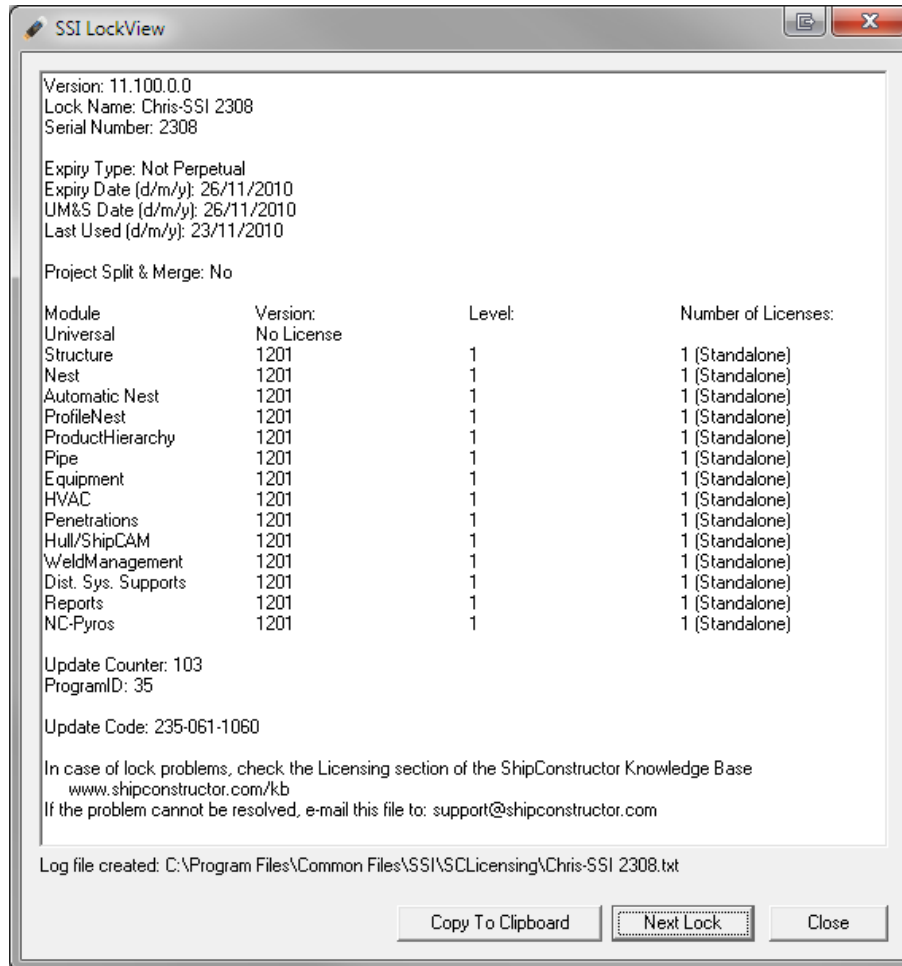 SSI LockView
Version: 11.100.0.0
Lock Name: Chris-SSI 2308
Serial Number: 2308
Expiry Type: Not Perpetual
Expiry Date (d/m/y): 26/11/2010
UM&S Date (d/m/y): 26/11/2010
Last Used (d/m/y): 23/11/2010
Project Split & Merge: No
Module Version: Level: Number of Licenses:
Universal No License
Structure 1201 1 1 (Standalone)
Nest 1201 1 1 (Standalone)
Automatic Nest 1201 1 1 (Standalone)
ProfileNest 1201 1 1 (Standalone)
ProductHierarchy 1201 1 1 (Standalone)
Pipe 1201 1 1 (Standalone)
Equipment 1201 1 1 (Standalone)
HVAC 1201 1 1 (Standalone)
Penetrations 1201 1 1 (Standalone)
Hull/ShipCAM 1201 1 1 (Standalone)
WeldManagement 1201 1 1 (Standalone)
Dist. Sys. Supports 1201 1 1 (Standalone)
Reports 1201 1 1 (Standalone)
NC-Pyros 1201 1 1 (Standalone)
Update Counter: 103
ProgramID: 35
Update Code: 235-061-1060
In case of lock problems, check the Licensing section of the ShipConstructor Knowledge Base
www.shipconstructor.com/kb
If the problem cannot be resolved, e-mail this file to: support@shipconstructor.com
Log file created: C:\Program Files\Common Files\SSI\SCLicensing\Chris-SSI 2308.txt
Copy To Clipboard Next Lock Close